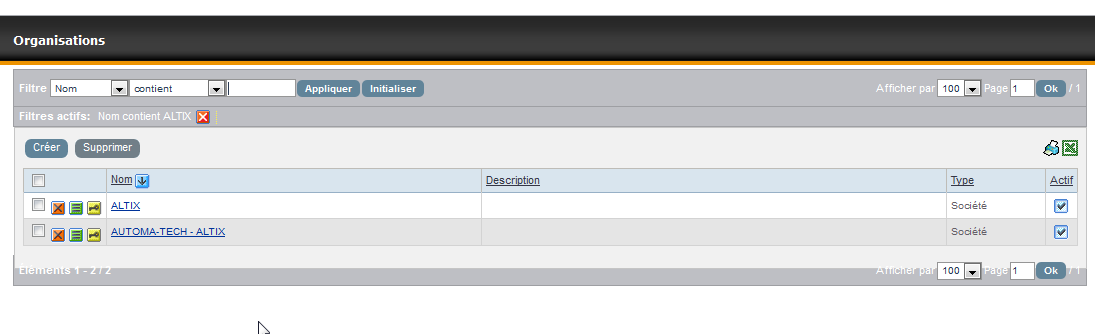 Organisations
Filtre Nom contient Appliquer Initialiser Afficher par 100 Page 1 Ok / 1
Filtres actifs: Nom contient ALTIX
Créer Supprimer
Nom Description Type Actif
ALTIX Société
AUTOMA-TECH - ALTIX Société
Eléments 1 - 2 / 2 Afficher par 100 Page 1 Ok / 1